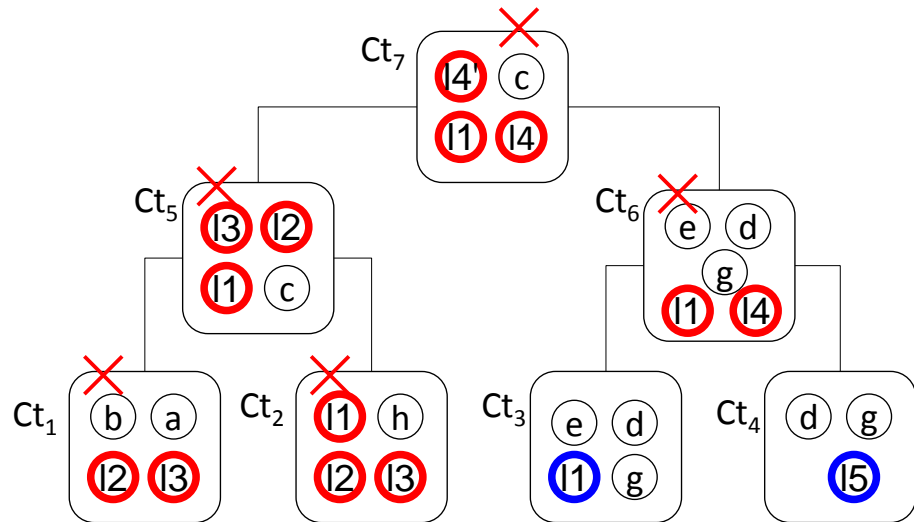 Ct7
l4' c
l1 l4
Ct5
l3 l2
l1 c
Ct6
e d
g
l1 l4
Ct1
b a
l2 l3
Ct2
l1 h
l2 l3
Ct3
e d
l1 g
Ct4
d g
l5